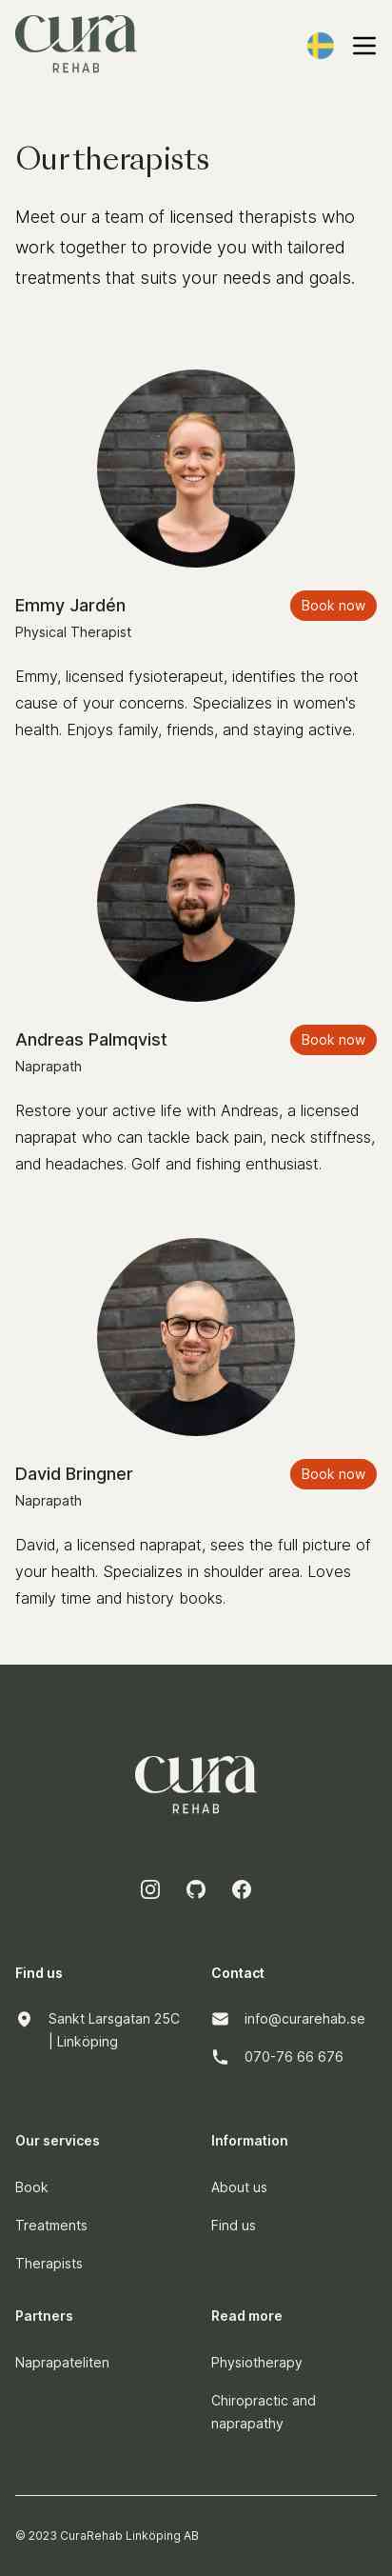 cura
REHAB
Our therapists
Meet our a team of licensed therapists who
work together to provide you with tailored
treatments that suits your needs and goals.
Emmy Jardén
Book now
Physical Therapist
Emmy, licensed fysioterapeut, identifies the root
cause of your concerns. Specializes in women's
health. Enjoys family, friends, and staying active.
Andreas Palmqvist
Book now
Naprapath
Restore your active life with Andreas, a licensed
naprapat who can tackle back pain, neck stiffness,
and headaches. Golf and fishing enthusiast.
David Bringner
Book now
Naprapath
David, a licensed naprapat, sees the full picture of
your health. Specializes in shoulder area. Loves
family time and history books.
cura
REHAB
Find us
Sankt Larsgatan 25C
| Linköping
Contact
info@curarehab.se
070-76 66 676
Our services
Book
Treatments
Therapists
Information
About us
Find us
Partners
Naprapateliten
Read more
Physiotherapy
Chiropractic and
naprapathy
© 2023 CuraRehab Linköping AB